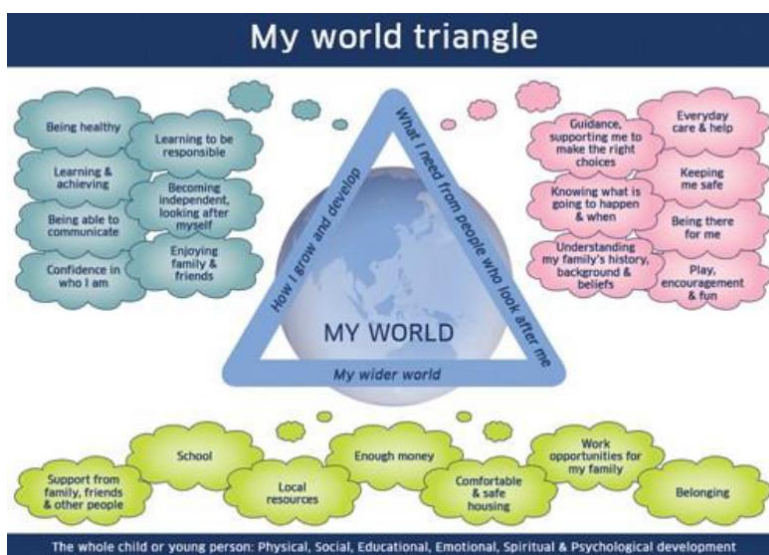 My world triangle
Being healthy
Learning to be
responsible
Learning &
achieving
Becoming
independent,
looking after
myself
Being able to
communicate
Enjoying
family &
friends
Confidence in
who I am
How I grow and develop
What I need from people who look after me
MY WORLD
My wider world
Guidance,
supporting me to
make the right
choices
Everyday
care & help
Knowing what is
going to happen
& when
Keeping
me safe
Being there
for me
Understanding
my family's history,
background &
beliefs
Play,
encouragement
& fun
Support from
family, friends
& other people
School
Local
resources
Enough money
Comfortable
& safe
housing
Work
opportunities for
my family
Belonging
The whole child or young person: Physical, Social, Educational, Emotional, Spiritual & Psychological development